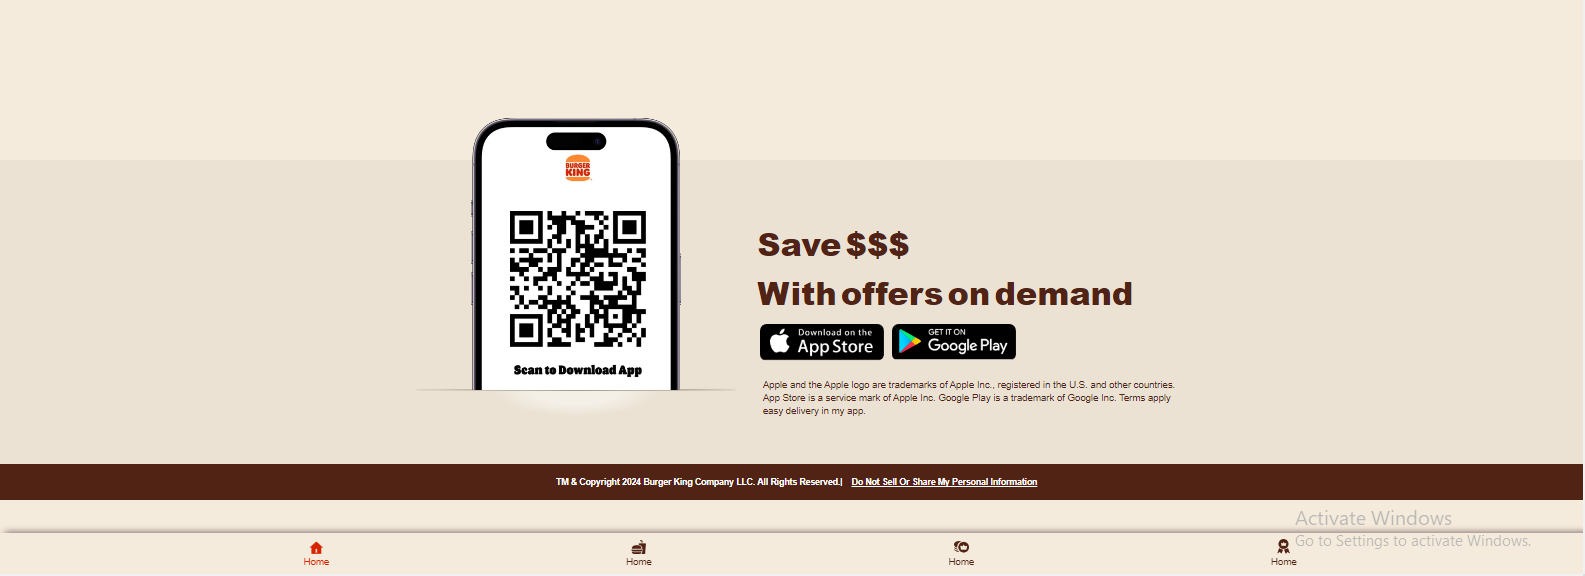 BURGER
KING
Scan to Download App
Save $$$
With offers on demand
Download on the
App Store
GET IT ON
Google Play
Apple and the Apple logo are trademarks of Apple Inc., registered in the U.S. and other countries.
App Store is a service mark of Apple Inc. Google Play is a trademark of Google Inc. Terms apply
easy delivery in my app.
TM & Copyright 2024 Burger King Company LLC. All Rights Reserved.| Do Not Sell Or Share My Personal Information
Activate Windows
Go to Settings to activate Windows.
Home
Home
Home
Home